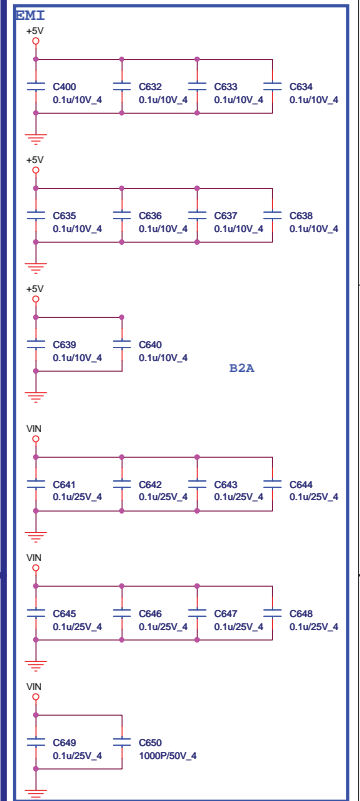 EMI
+5V
C400 C632 C633 C634
0.1u/10V_4 0.1u/10V_4 0.1u/10V_4 0.1u/10V_4
+5V
C635 C636 C637 C638
0.1u/10V_4 0.1u/10V_4 0.1u/10V_4 0.1u/10V_4
+5V
C639 C640
0.1u/10V_4 0.1u/10V_4
B2A
VIN
C641 C642 C643 C644
0.1u/25V_4 0.1u/25V_4 0.1u/25V_4 0.1u/25V_4
VIN
C645 C646 C647 C648
0.1u/25V_4 0.1u/25V_4 0.1u/25V_4 0.1u/25V_4
VIN
C649 C650
0.1u/25V_4 1000P/50V_4